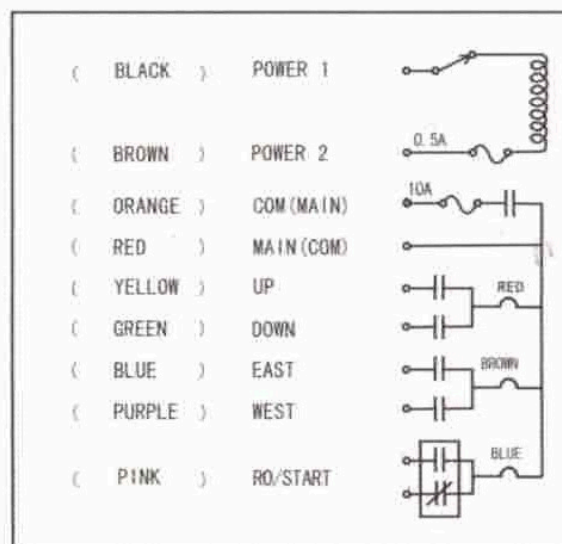 ( BLACK ) POWER 1
( BROWN ) POWER 2 0.5A
( ORANGE ) COM(MAIN) 10A
( RED ) MAIN(COM)
( YELLOW ) UP RED
( GREEN ) DOWN
( BLUE ) EAST BROWN
( PURPLE ) WEST
( PINK ) RO/START BLUE